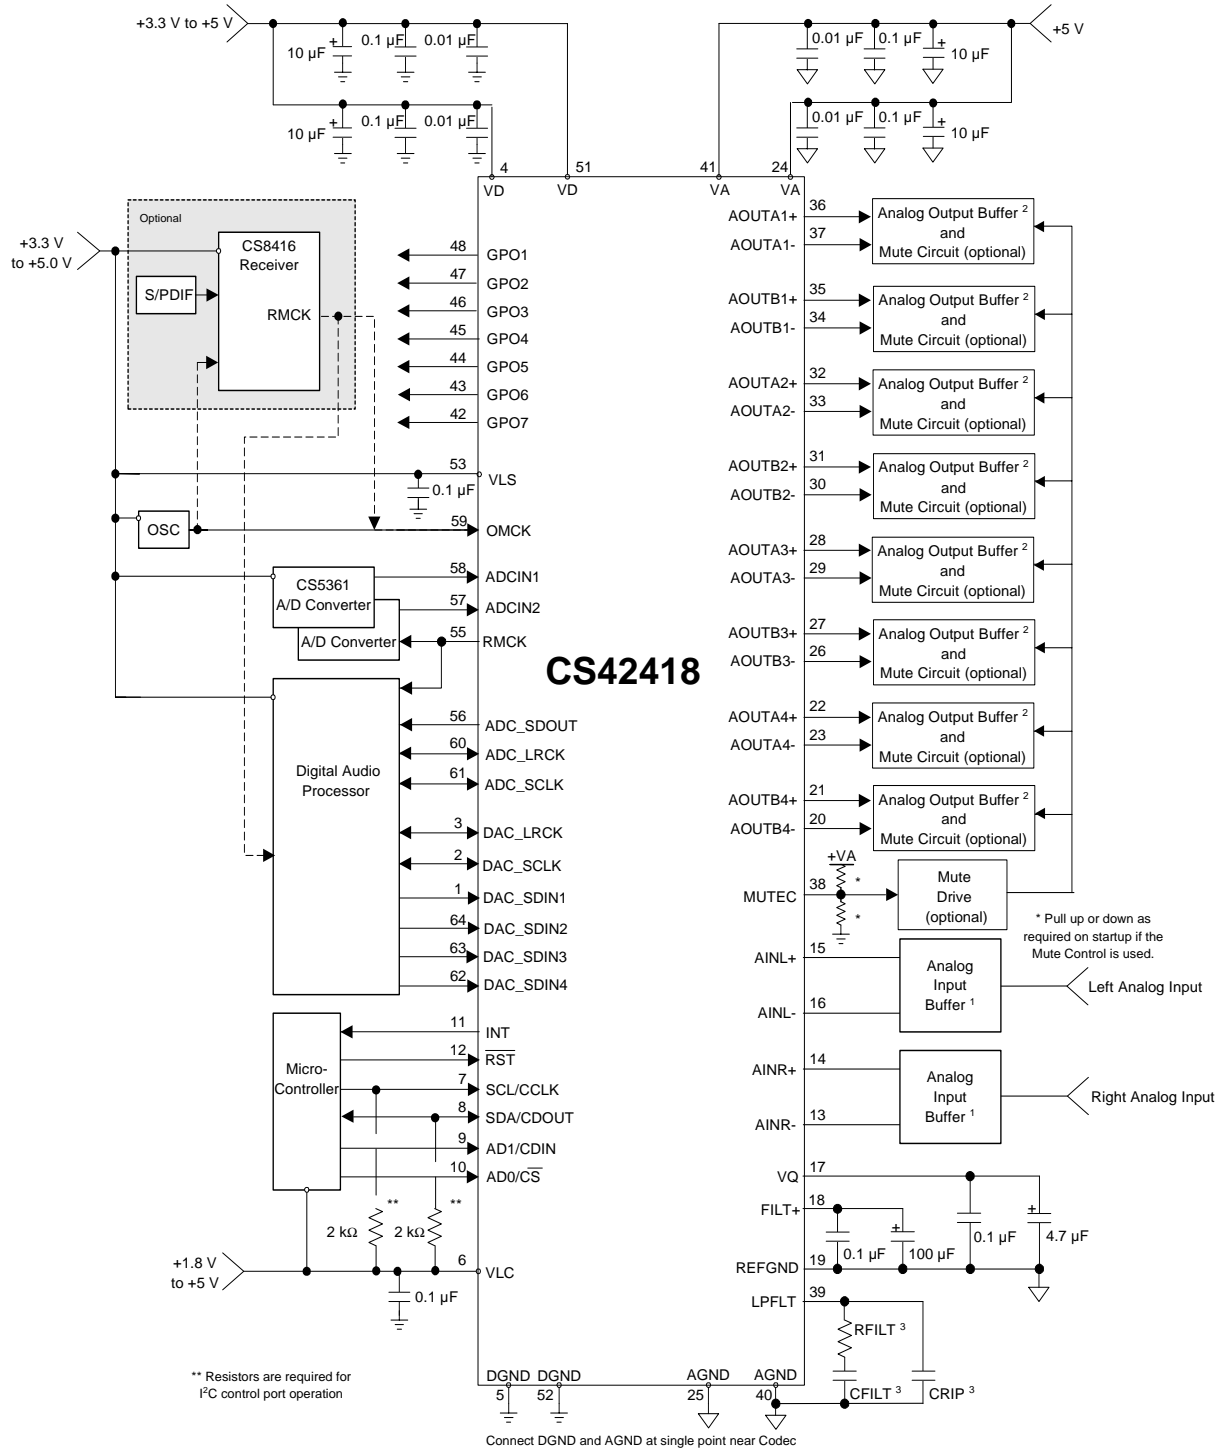 +3.3 V to +5 V
10 µF
+
0.1 µF
0.01 µF
10 µF
+
0.1 µF
0.01 µF
0.01 µF
0.1 µF
+
10 µF
+5 V
0.01 µF
0.1 µF
+
10 µF
4
51
41
24
VD
VD
VA
VA
Optional
+3.3 V
to +5.0 V
CS8416
Receiver
S/PDIF
RMCK
48
GPO1
47
GPO2
46
GPO3
45
GPO4
44
GPO5
43
GPO6
42
GPO7
53
VLS
0.1 µF
OSC
59
OMCK
CS5361
A/D Converter
A/D Converter
58
ADCIN1
57
ADCIN2
55
RMCK
CS42418
Digital Audio
Processor
56
ADC_SDOUT
60
ADC_LRCK
61
ADC_SCLK
3
DAC_LRCK
2
DAC_SCLK
1
DAC_SDIN1
64
DAC_SDIN2
63
DAC_SDIN3
62
DAC_SDIN4
Micro-
Controller
11
INT
12
RST
7
SCL/CCLK
8
SDA/CDOUT
9
AD1/CDIN
10
AD0/CS
**
**
2 kΩ
2 kΩ
+1.8 V
to +5 V
6
VLC
0.1 µF
** Resistors are required for
I²C control port operation
AOUTA1+
36
AOUTA1-
37
Analog Output Buffer ²
and
Mute Circuit (optional)
AOUTB1+
35
AOUTB1-
34
Analog Output Buffer ²
and
Mute Circuit (optional)
AOUTA2+
32
AOUTA2-
33
Analog Output Buffer ²
and
Mute Circuit (optional)
AOUTB2+
31
AOUTB2-
30
Analog Output Buffer ²
and
Mute Circuit (optional)
AOUTA3+
28
AOUTA3-
29
Analog Output Buffer ²
and
Mute Circuit (optional)
AOUTB3+
27
AOUTB3-
26
Analog Output Buffer ²
and
Mute Circuit (optional)
AOUTA4+
22
AOUTA4-
23
Analog Output Buffer ²
and
Mute Circuit (optional)
AOUTB4+
21
AOUTB4-
20
Analog Output Buffer ²
and
Mute Circuit (optional)
+VA
*
*
MUTEC
38
Mute
Drive
(optional)
* Pull up or down as
required on startup if the
Mute Control is used.
AINL+
15
AINL-
16
Analog
Input
Buffer ¹
Left Analog Input
AINR+
14
AINR-
13
Analog
Input
Buffer ¹
Right Analog Input
VQ
17
FILT+
18
+
+
0.1 µF
100 µF
0.1 µF
4.7 µF
REFGND
19
LPFLT
39
RFILT ³
CFILT ³
CRIP ³
DGND
DGND
AGND
AGND
5
52
25
40
Connect DGND and AGND at single point near Codec